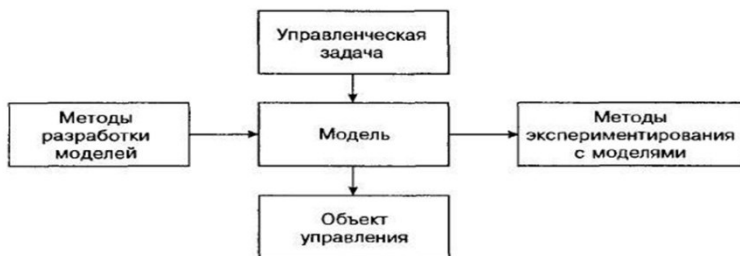 Управленческая
задача
Методы
разработки
моделей
Модель
Методы
экспериментирования
с моделями
Объект
управления